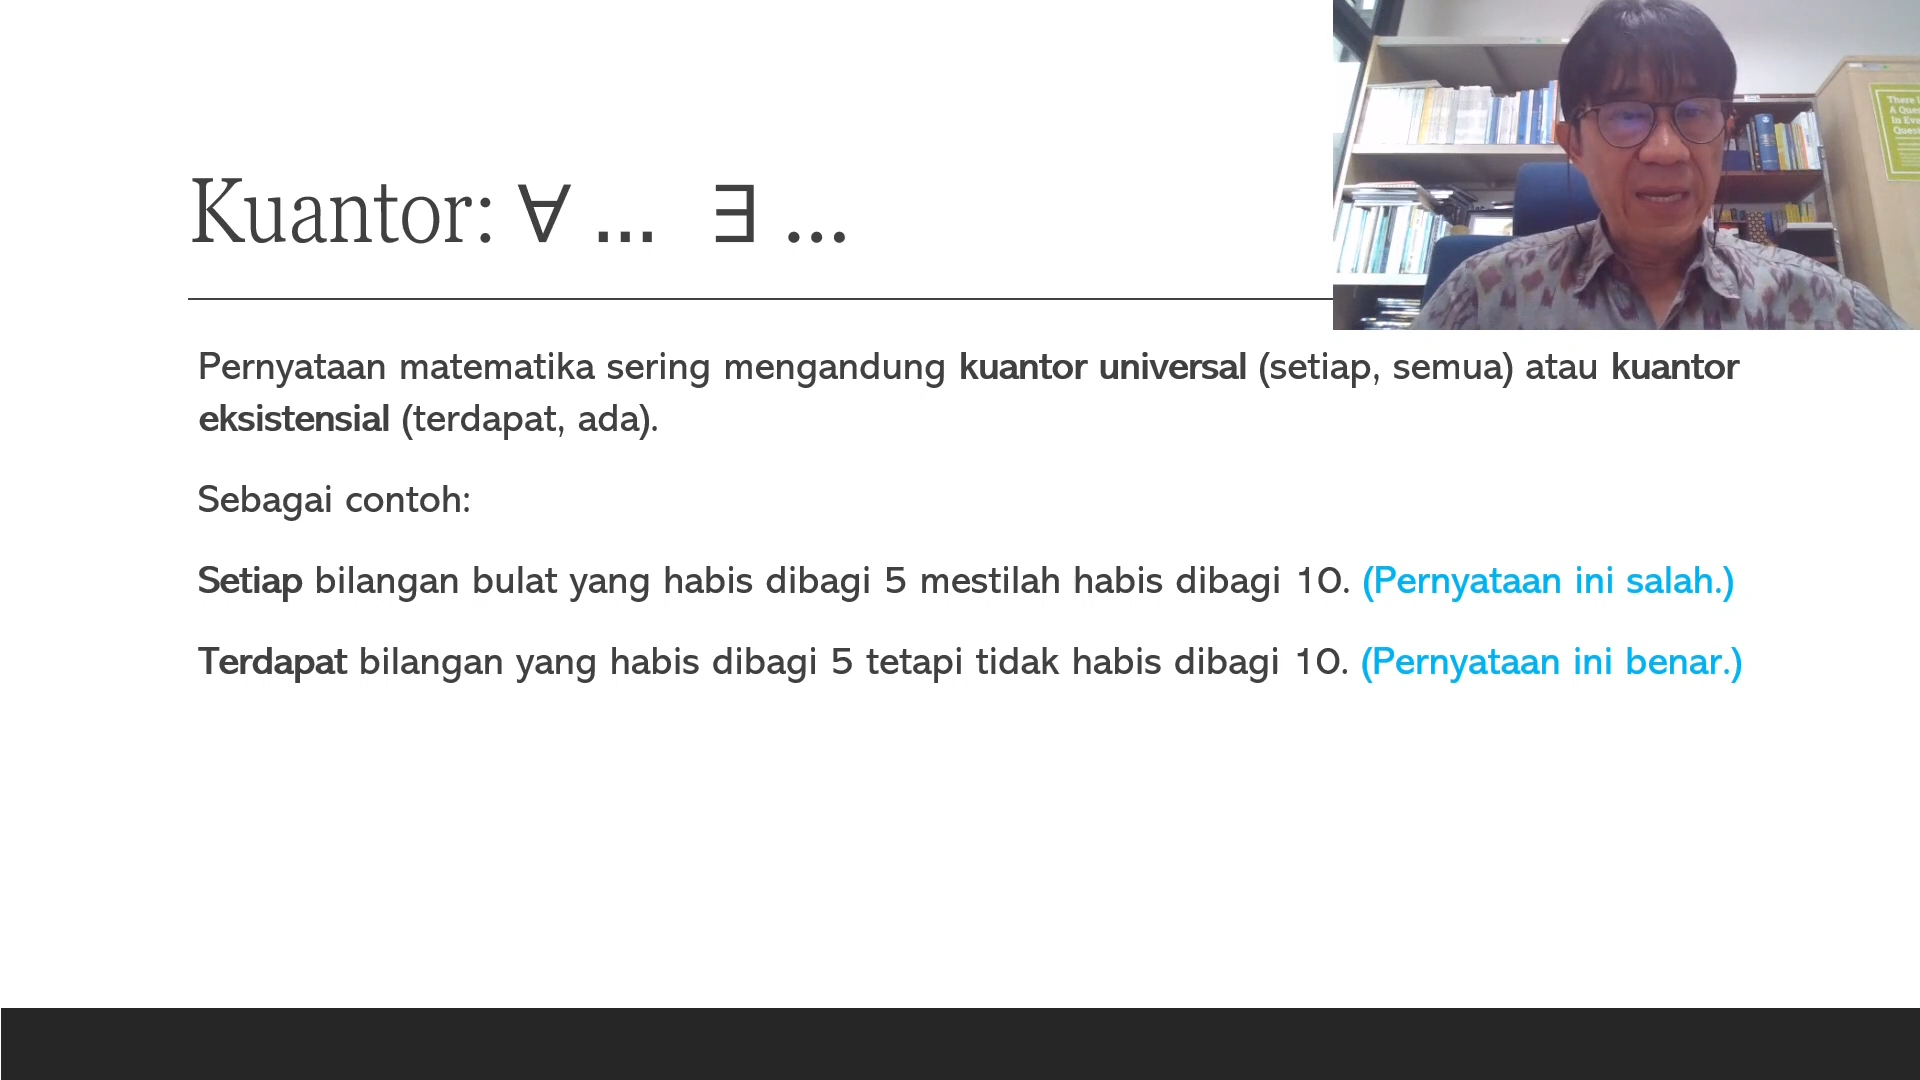 Kuantor: ∀ ... ∃ ...
Pernyataan matematika sering mengandung kuantor universal (setiap, semua) atau kuantor
eksistensial (terdapat, ada).
Sebagai contoh:
Setiap bilangan bulat yang habis dibagi 5 mestilah habis dibagi 10. (Pernyataan ini salah.)
Terdapat bilangan yang habis dibagi 5 tetapi tidak habis dibagi 10. (Pernyataan ini benar.)
There